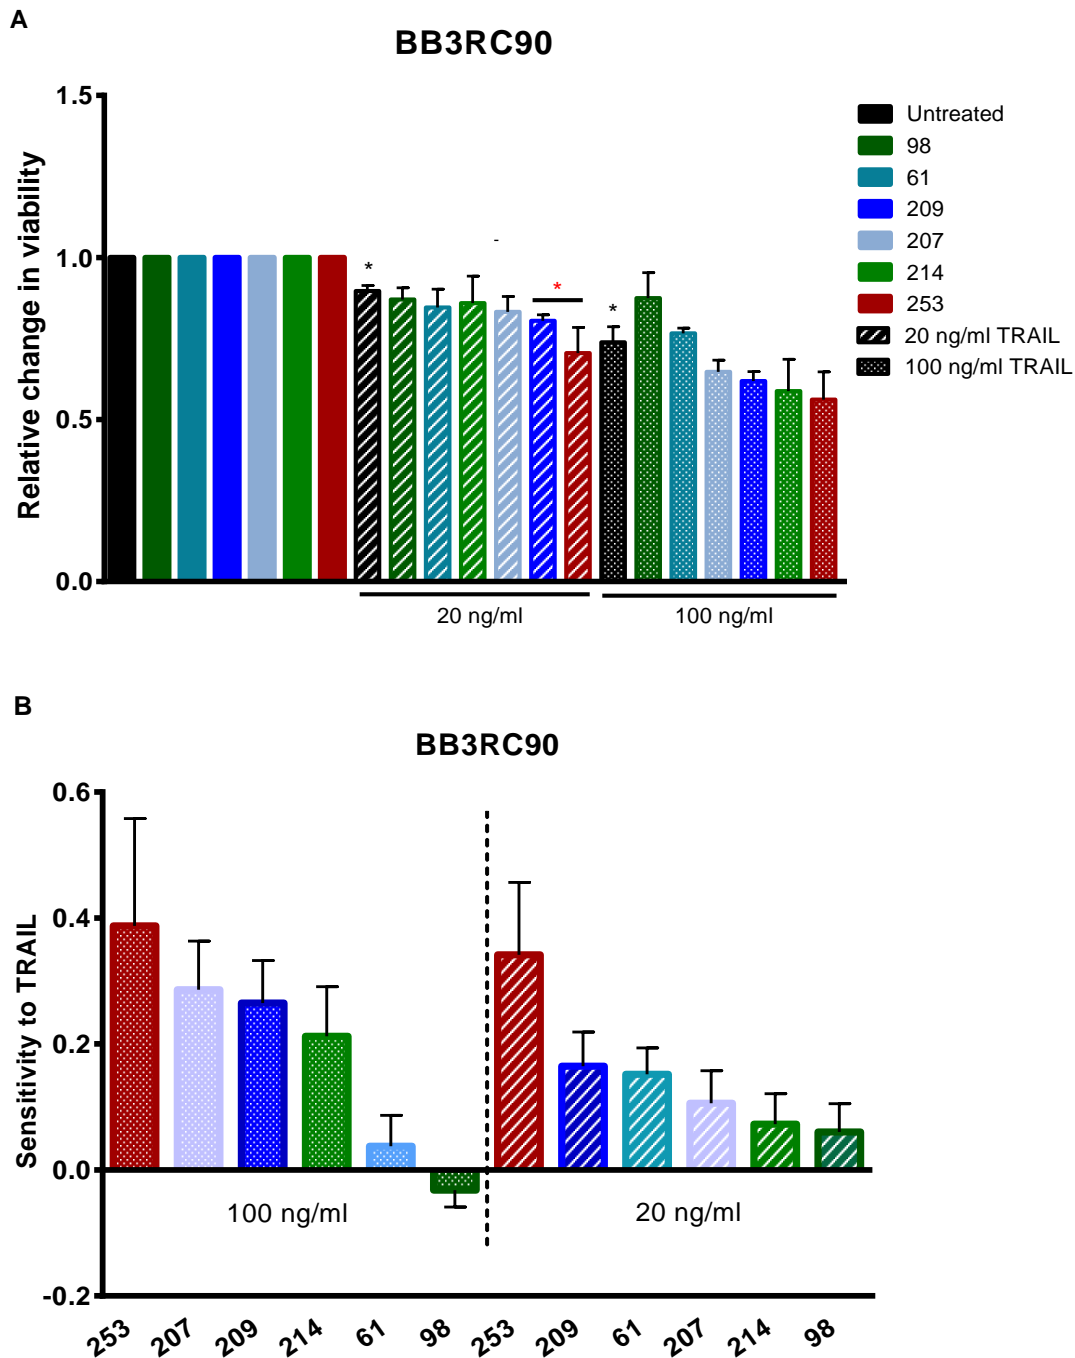 A
BB3RC90
Relative change in viability
1.5
1.0
0.5
0.0
*
-
*
*
20 ng/ml
100 ng/ml
Untreated
98
61
209
207
214
253
20 ng/ml TRAIL
100 ng/ml TRAIL
B
BB3RC90
Sensitivity to TRAIL
0.6
0.4
0.2
0.0
-0.2
100 ng/ml
20 ng/ml
253 207 209 214 61 98 253 209 61 207 214 98